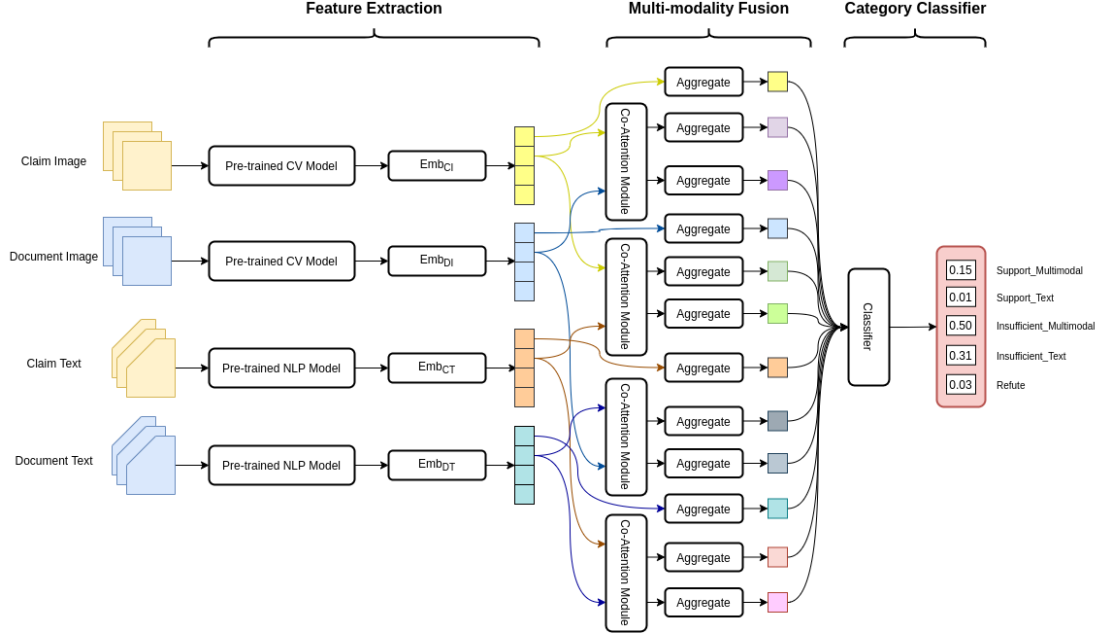 Feature Extraction
Multi-modality Fusion
Category Classifier
Claim Image
Pre-trained CV Model
EmbCI
Document Image
Pre-trained CV Model
EmbDI
Claim Text
Pre-trained NLP Model
EmbCT
Document Text
Pre-trained NLP Model
EmbDT
Co-Attention Module
Co-Attention Module
Co-Attention Module
Co-Attention Module
Aggregate
Aggregate
Aggregate
Aggregate
Aggregate
Aggregate
Aggregate
Aggregate
Aggregate
Aggregate
Aggregate
Aggregate
Classifier
0.15 Support_Multimodal
0.01 Support_Text
0.50 Insufficient_Multimodal
0.31 Insufficient_Text
0.03 Refute